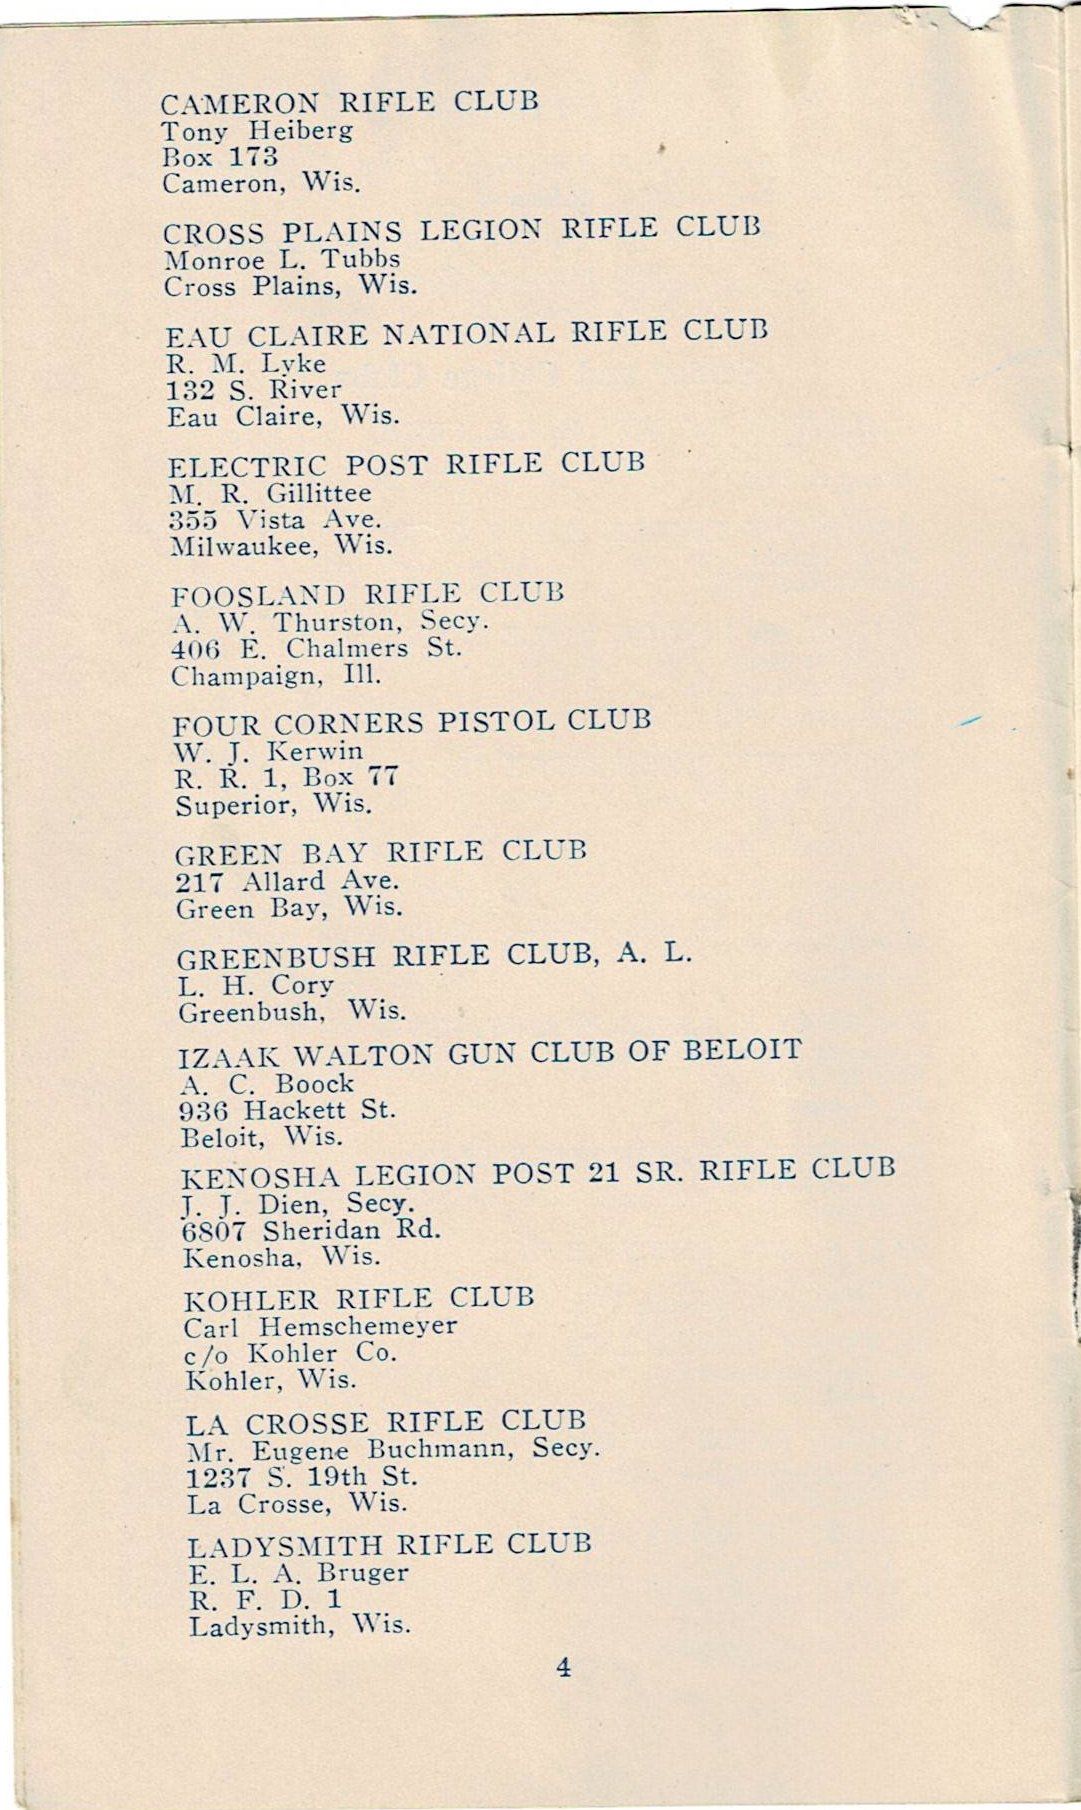 CAMERON RIFLE CLUB
Tony Heiberg
Box 173
Cameron, Wis.
CROSS PLAINS LEGION RIFLE CLUB
Monroe L. Tubbs
Cross Plains, Wis.
EAU CLAIRE NATIONAL RIFLE CLUB
R. M. Lyke
132 S. River
Eau Claire, Wis.
ELECTRIC POST RIFLE CLUB
M. R. Gillittee
355 Vista Ave.
Milwaukee, Wis.
FOOSLAND RIFLE CLUB
A. W. Thurston, Secy.
406 E. Chalmers St.
Champaign, Ill.
FOUR CORNERS PISTOL CLUB
W. J. Kerwin
R. R. 1, Box 77
Superior, Wis.
GREEN BAY RIFLE CLUB
217 Allard Ave.
Green Bay, Wis.
GREENBUSH RIFLE CLUB, A. L.
L. H. Cory
Greenbush, Wis.
IZAAK WALTON GUN CLUB OF BELOIT
A. C. Boock
936 Hackett St.
Beloit, Wis.
KENOSHA LEGION POST 21 SR. RIFLE CLUB
J. J. Dien, Secy.
6807 Sheridan Rd.
Kenosha, Wis.
KOHLER RIFLE CLUB
Carl Hemschemeyer
c/o Kohler Co.
Kohler, Wis.
LA CROSSE RIFLE CLUB
Mr. Eugene Buchmann, Secy.
1237 S. 19th St.
La Crosse, Wis.
LADYSMITH RIFLE CLUB
E. L. A. Bruger
R. F. D. 1
Ladysmith, Wis.
4